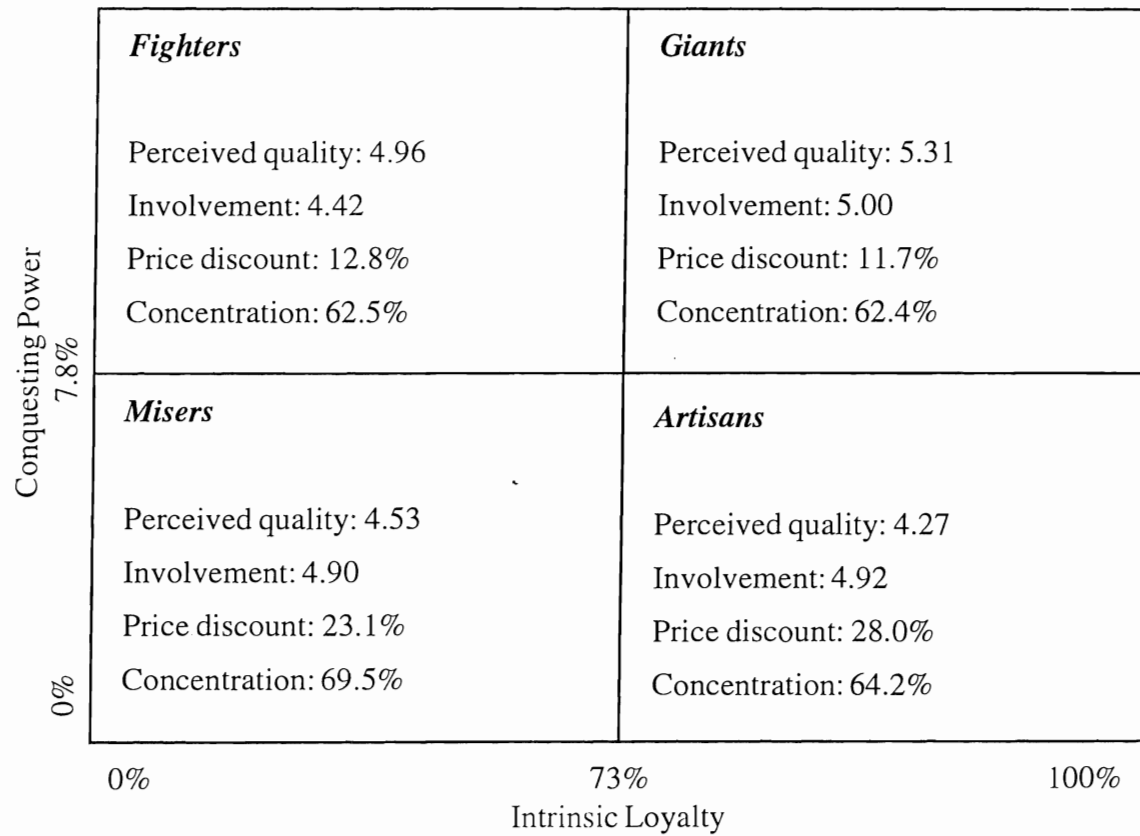 Fighters
Perceived quality: 4.96
Involvement: 4.42
Price discount: 12.8%
Concentration: 62.5%
Giants
Perceived quality: 5.31
Involvement: 5.00
Price discount: 11.7%
Concentration: 62.4%
Misers
Perceived quality: 4.53
Involvement: 4.90
Price discount: 23.1%
Concentration: 69.5%
Artisans
Perceived quality: 4.27
Involvement: 4.92
Price discount: 28.0%
Concentration: 64.2%
Conquesting Power
7.8%
0%
0%
73%
100%
Intrinsic Loyalty